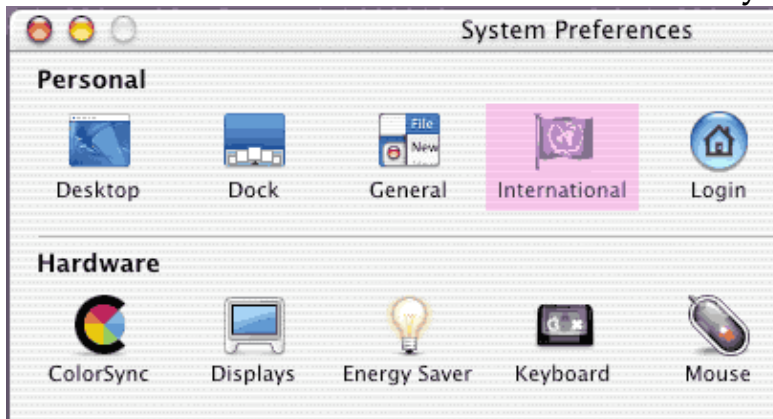 System Preferences
Personal
File
New
Desktop Dock General International Login
Hardware
ColorSync Displays Energy Saver Keyboard Mouse